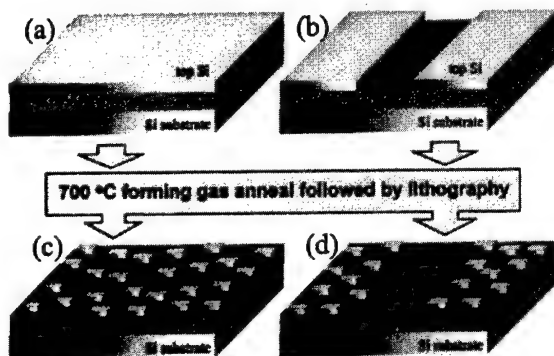 (a)
(b)
top Si
top Si
Si substrate
Si substrate
700 °C forming gas anneal followed by lithography
(c)
(d)
Si substrate
Si substrate